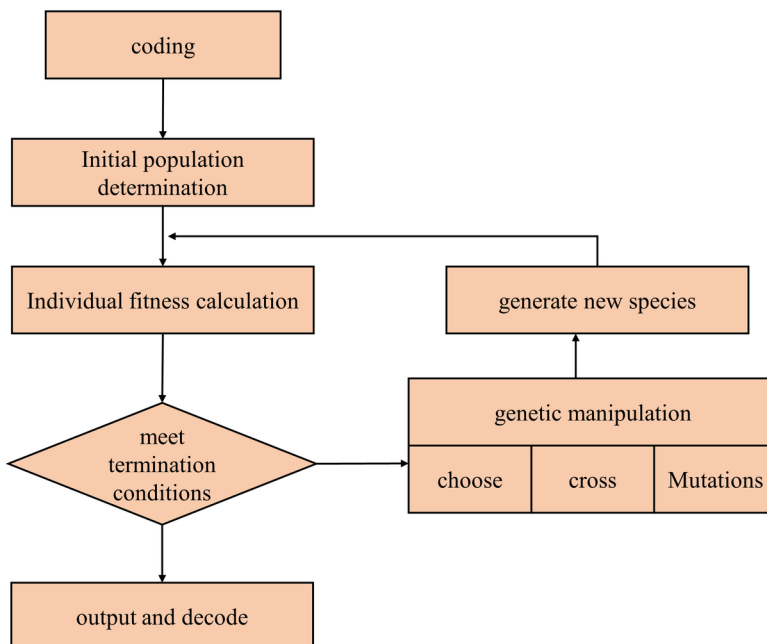 coding
Initial population
determination
Individual fitness calculation
generate new species
meet
termination
conditions
genetic manipulation
choose
cross
Mutations
output and decode